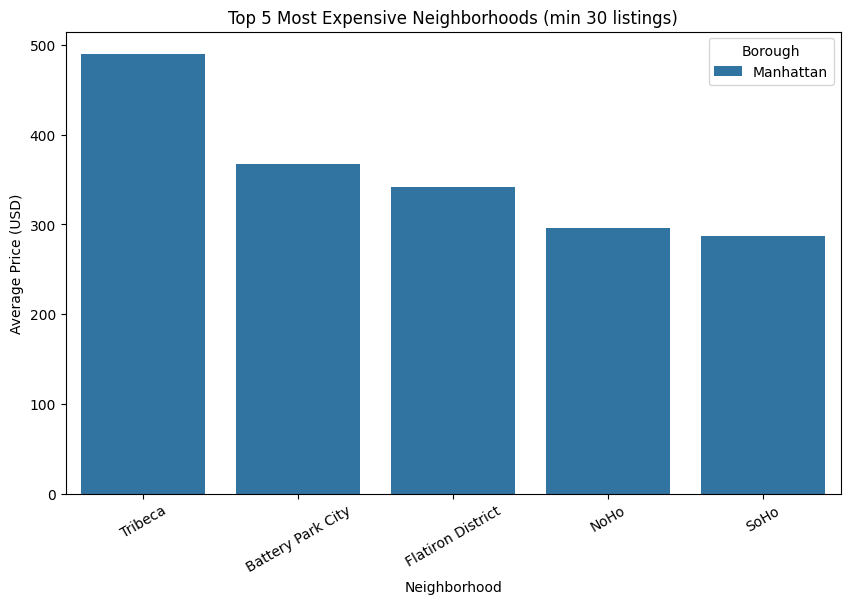 Top 5 Most Expensive Neighborhoods (min 30 listings)
Borough
Manhattan
Average Price (USD)
500
400
300
200
100
0
Tribeca
Battery Park City
Flatiron District
NoHo
SoHo
Neighborhood